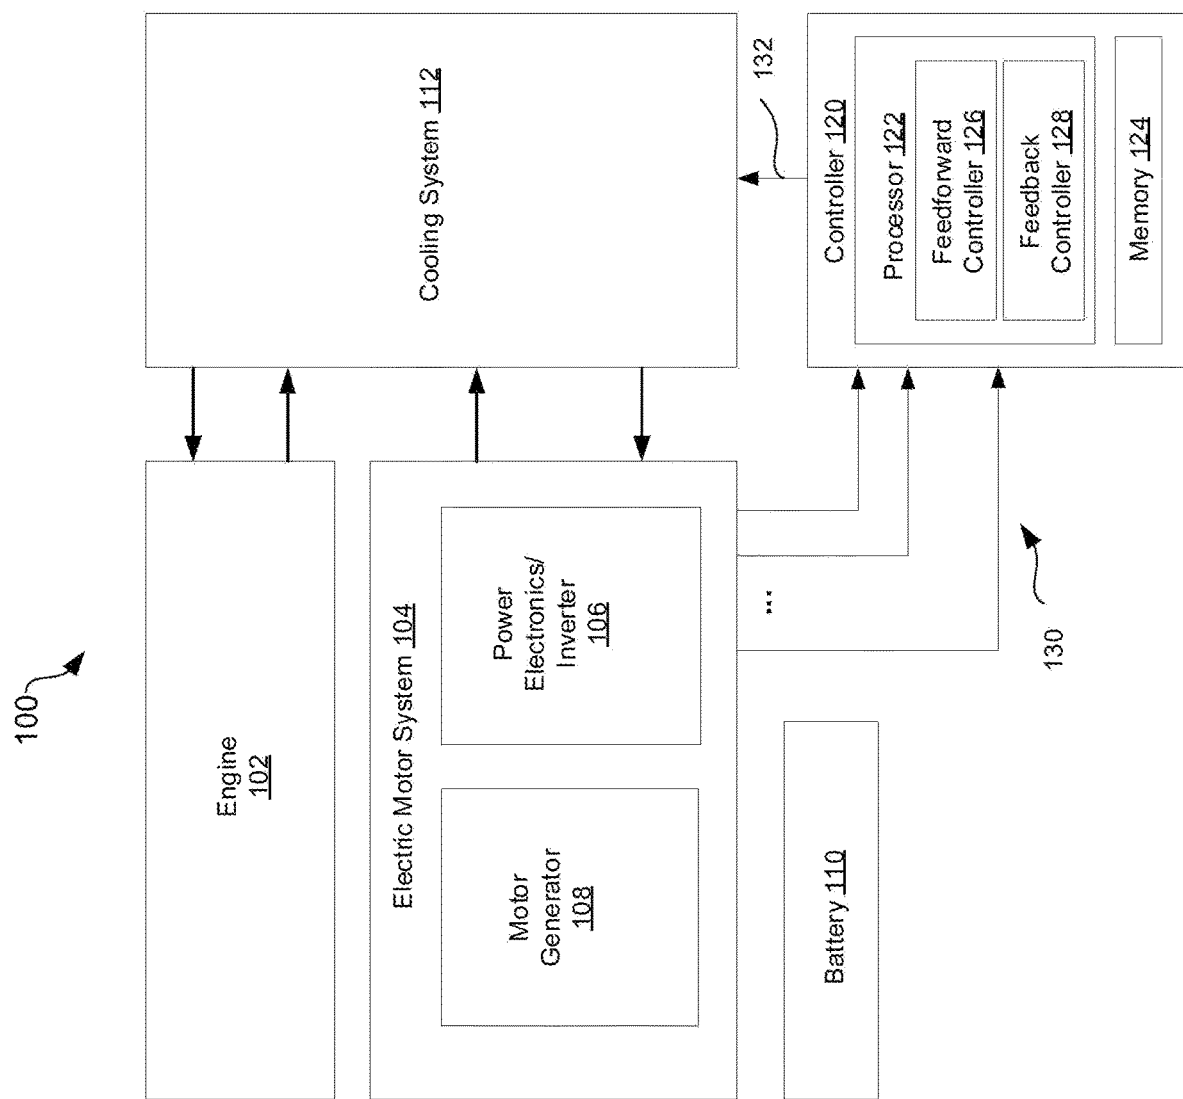 100
Engine
102
Electric Motor System 104
Motor
Generator
108
Power
Electronics/
Inverter
106
Battery 110
...
130
Cooling System 112
132
Controller 120
Processor 122
Feedforward
Controller 126
Feedback
Controller 128
Memory 124